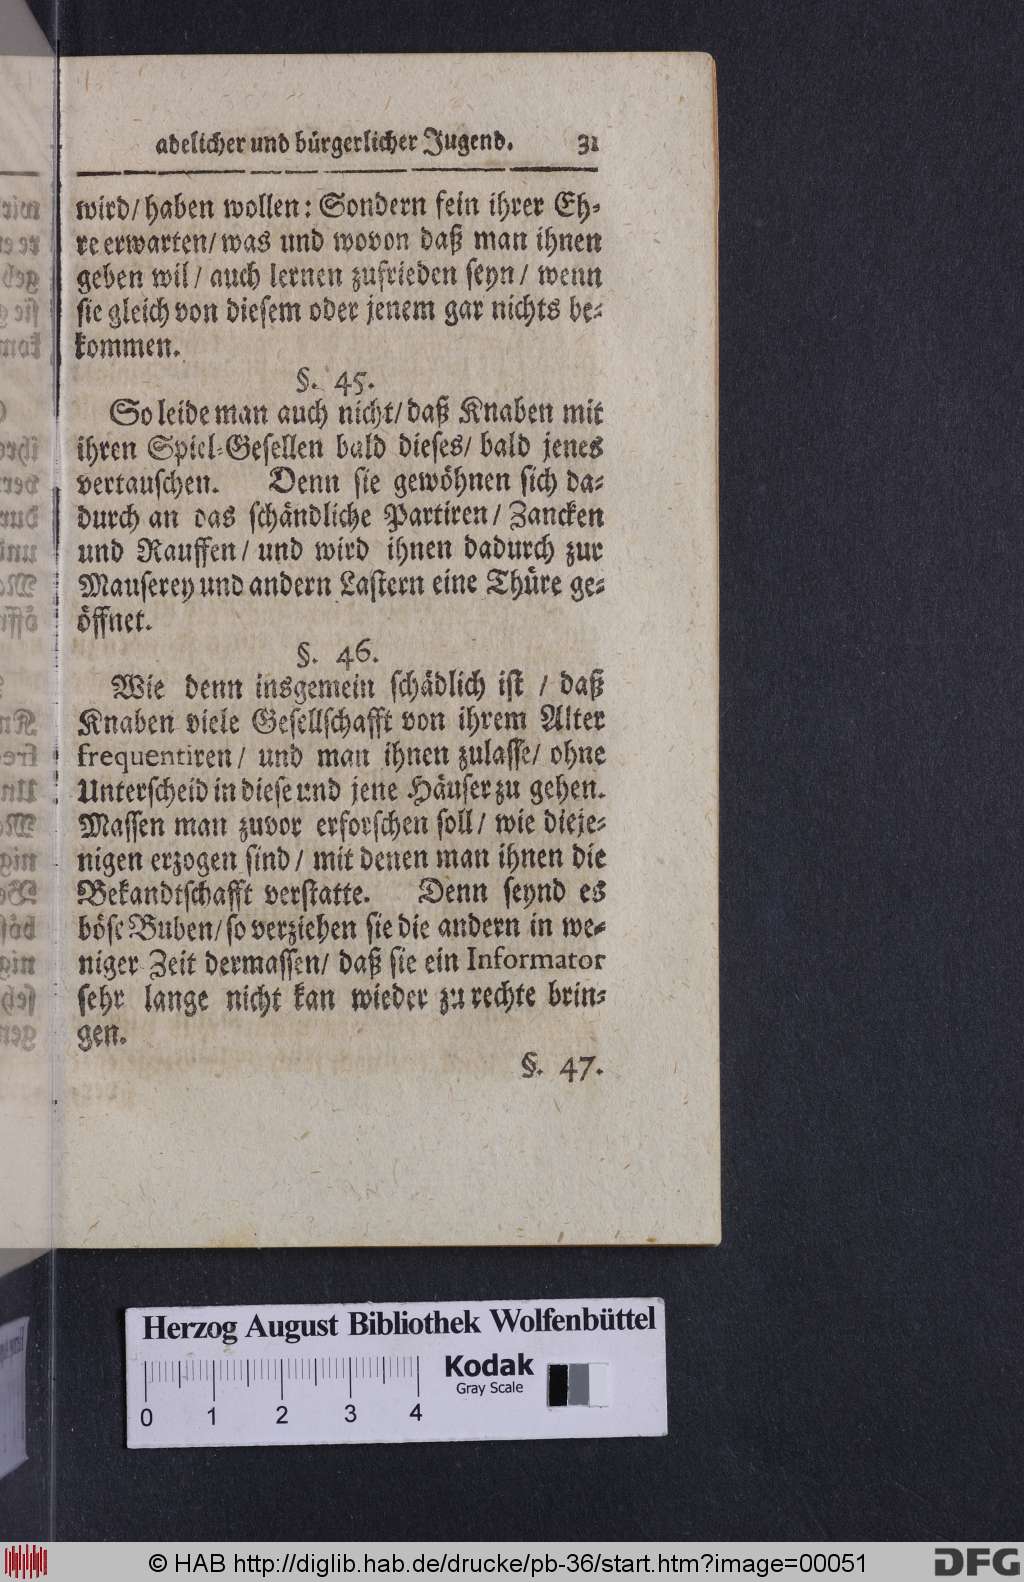 adelicher und bürgerlicher Jugend. 31
wird/ haben wollen: Sondern fein ihrer Eh-
re erwarten/ was und wovon daß man ihnen
geben wil/ auch lernen zufrieden seyn/ wenn
sie gleich von diesem oder jenem gar nichts be-
kommen.
§. 45.
So leide man auch nicht/ daß Knaben mit
ihren Spiel-Gesellen bald dieses/ bald jenes
vertauschen. Denn sie gewöhnen sich da-
durch an das schändliche Partiren/ Zancken
und Rauffen/ und wird ihnen dadurch zur
Mauserey und andern Lastern eine Thüre ge-
öffnet.
§. 46.
Wie denn insgemein schädlich ist / daß
Knaben viele Gesellschafft von ihrem Alter
frequentiren/ und man ihnen zulasse/ ohne
Unterscheid in diese und jene Häuser zu gehen.
Massen man zuvor erforschen soll/ wie dieje-
nigen erzogen sind/ mit denen man ihnen die
Bekandtschafft verstatte. Denn seynd es
böse Buben/ so verziehen sie die andern in we-
niger Zeit dermassen/ daß sie ein Informator
sehr lange nicht kan wieder zu rechte brin-
gen.
§. 47.
Herzog August Bibliothek Wolfenbüttel
Kodak
Gray Scale
0 1 2 3 4
© HAB http://diglib.hab.de/drucke/pb-36/start.htm?image=00051
DFG